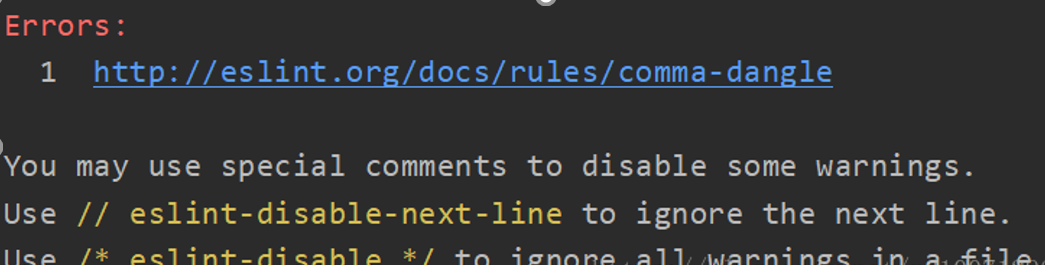 Errors:
1 http://eslint.org/docs/rules/comma-dangle
You may use special comments to disable some warnings.
Use // eslint-disable-next-line to ignore the next line.
Use /* eslint-disable */ to ignore all warnings in a file